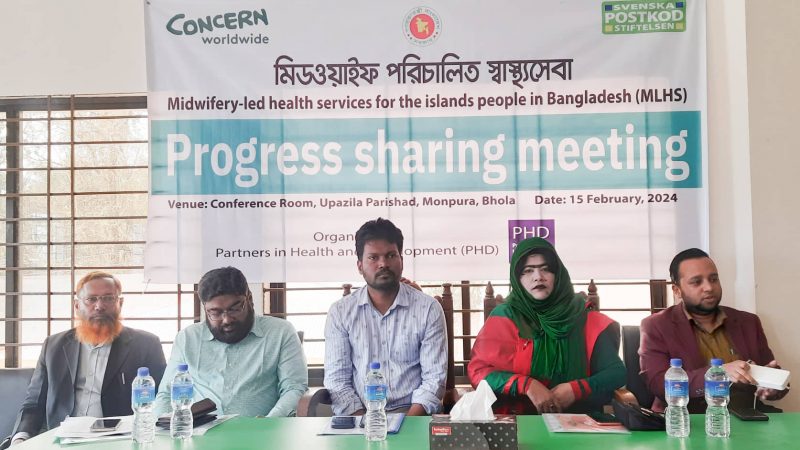 CONCERN
worldwide
SVENSKA
POSTKOD
STIFTELSEN
মিডওয়াইফ পরিচালিত স্বাস্থ্যসেবা
Midwifery-led health services for the islands people in Bangladesh (MLHS)
Progress sharing meeting
Venue: Conference Room, Upazila Parishad, Monpura, Bhola Date: 15 February, 2024
Organ
Partners in Health and elopment (PHD)
PHD